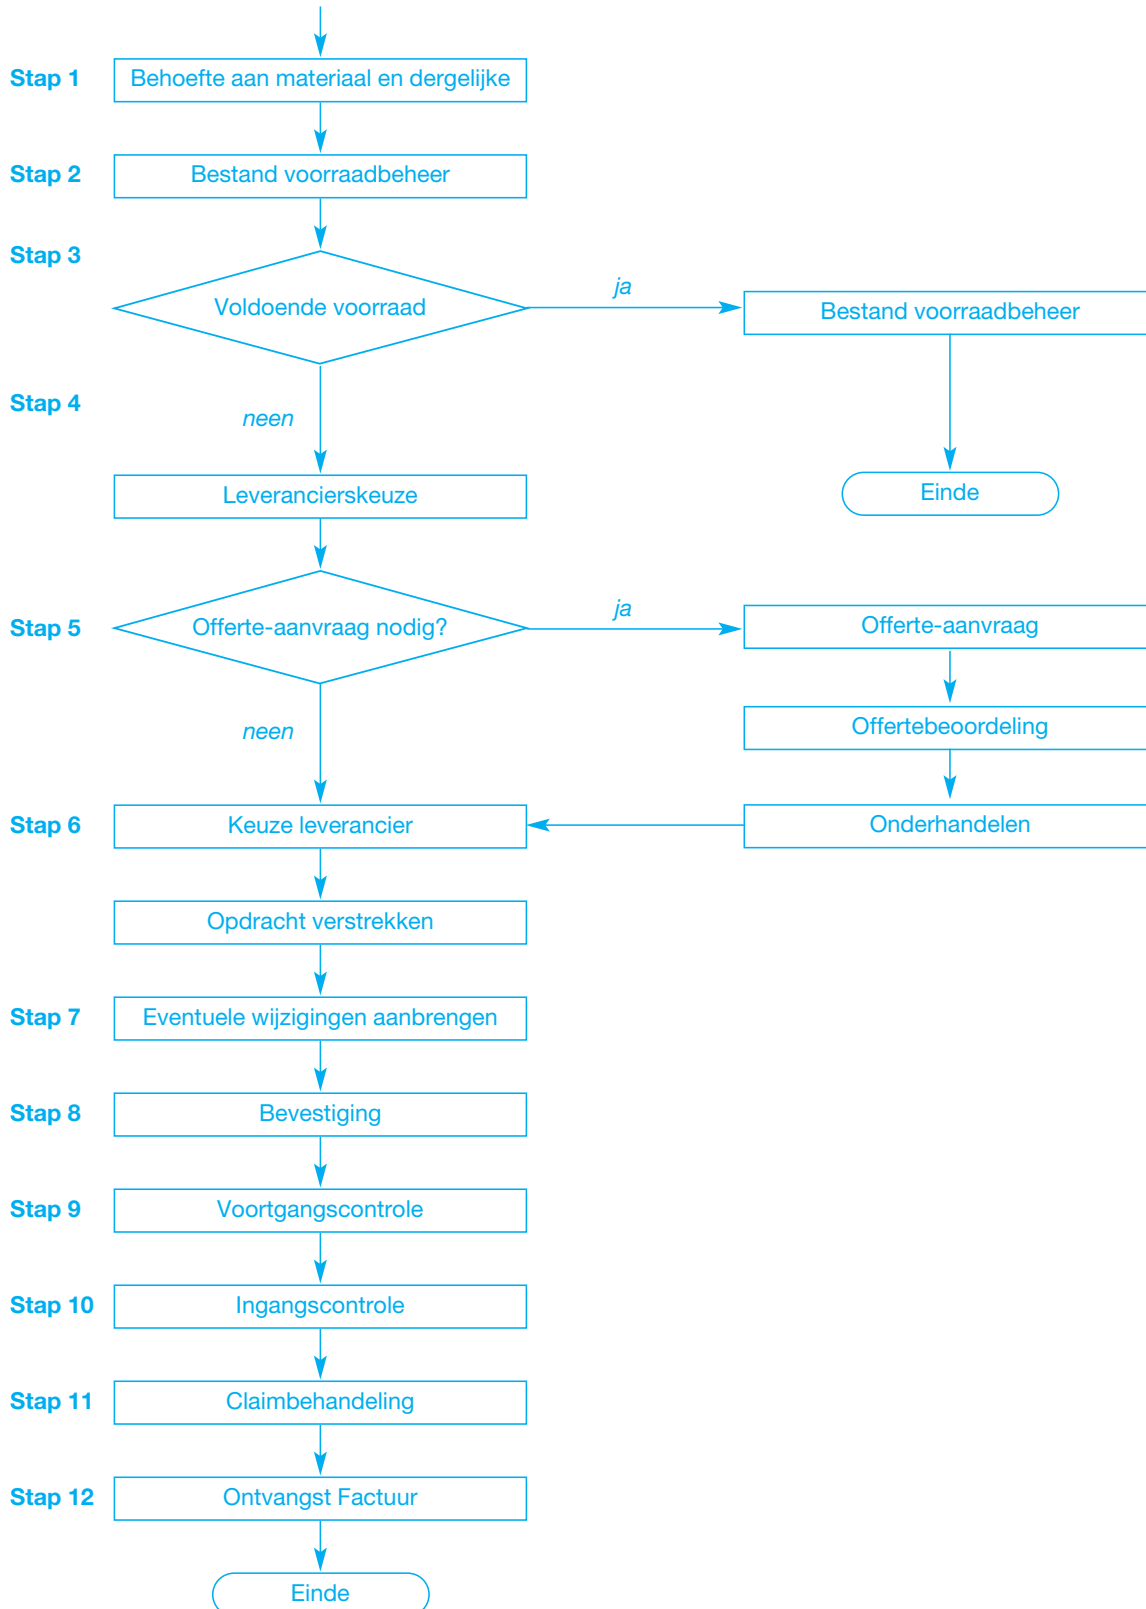 Stap 1
Behoefte aan materiaal en dergelijke
Stap 2
Bestand voorraadbeheer
Stap 3
Voldoende voorraad
ja
Bestand voorraadbeheer
Stap 4
neen
Leverancierskeuze
Einde
Stap 5
Offerte-aanvraag nodig?
ja
Offerte-aanvraag
neen
Offertebeoordeling
Stap 6
Keuze leverancier
Onderhandelen
Opdracht verstrekken
Stap 7
Eventuele wijzigingen aanbrengen
Stap 8
Bevestiging
Stap 9
Voortgangscontrole
Stap 10
Ingangscontrole
Stap 11
Claimbehandeling
Stap 12
Ontvangst Factuur
Einde